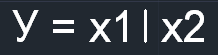 У = x1 | x2